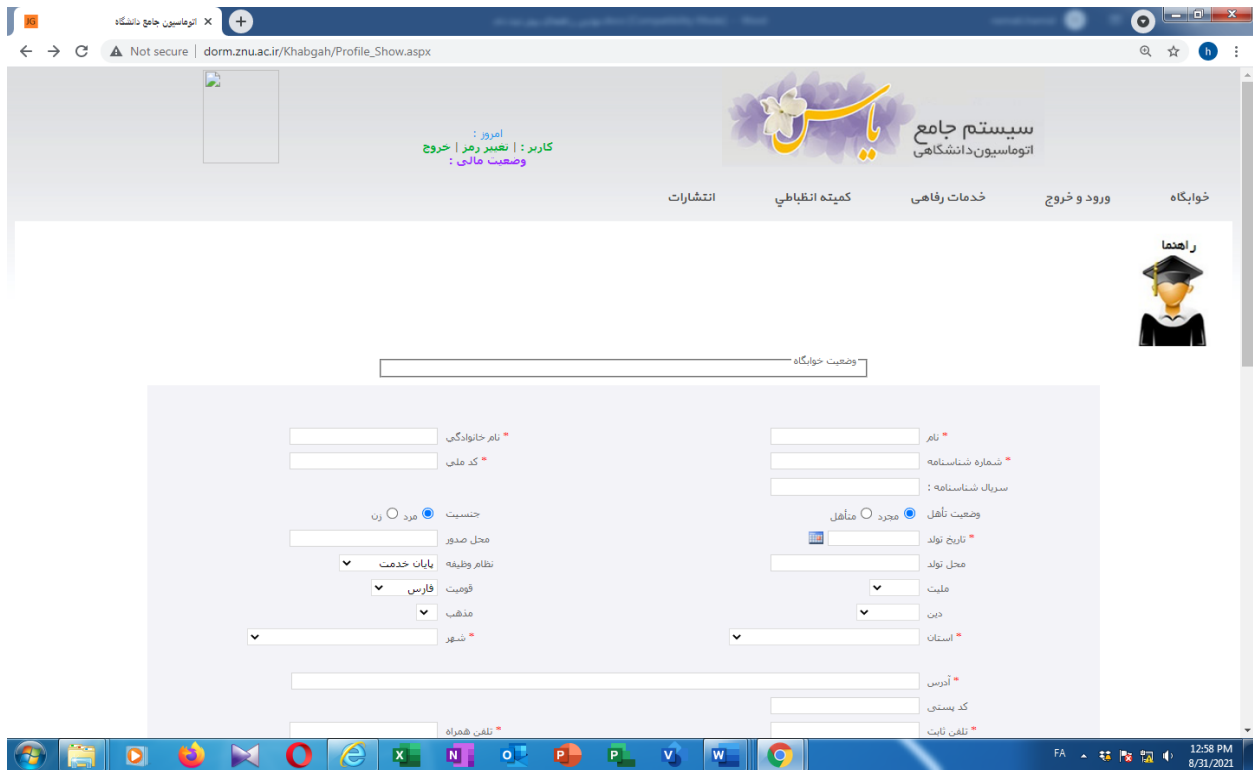 اتوماسیون جامع دانشگاه
Not secure | dorm.znu.ac.ir/Khabgah/Profile_Show.aspx
h
یاس
سیستم جامع
اتوماسیون دانشگاهی
امروز :
کاربر : | تغییر رمز | خروج
وضعیت مالی :
خوابگاه ورود و خروج خدمات رفاهی کمیته انظباطي انتشارات
راهنما
وضعیت خوابگاه
* نام * نام خانوادگی
* شماره شناسنامه * کد ملی
سریال شناسنامه :
وضعیت تأهل مجرد متأهل جنسیت مرد زن
* تاریخ تولد محل صدور
محل تولد نظام وظیفه پایان خدمت
ملیت قومیت فارس
دین مذهب
* استان * شهر
* آدرس
کد پستی
* تلفن ثابت * تلفن همراه
FA 12:58 PM
8/31/2021